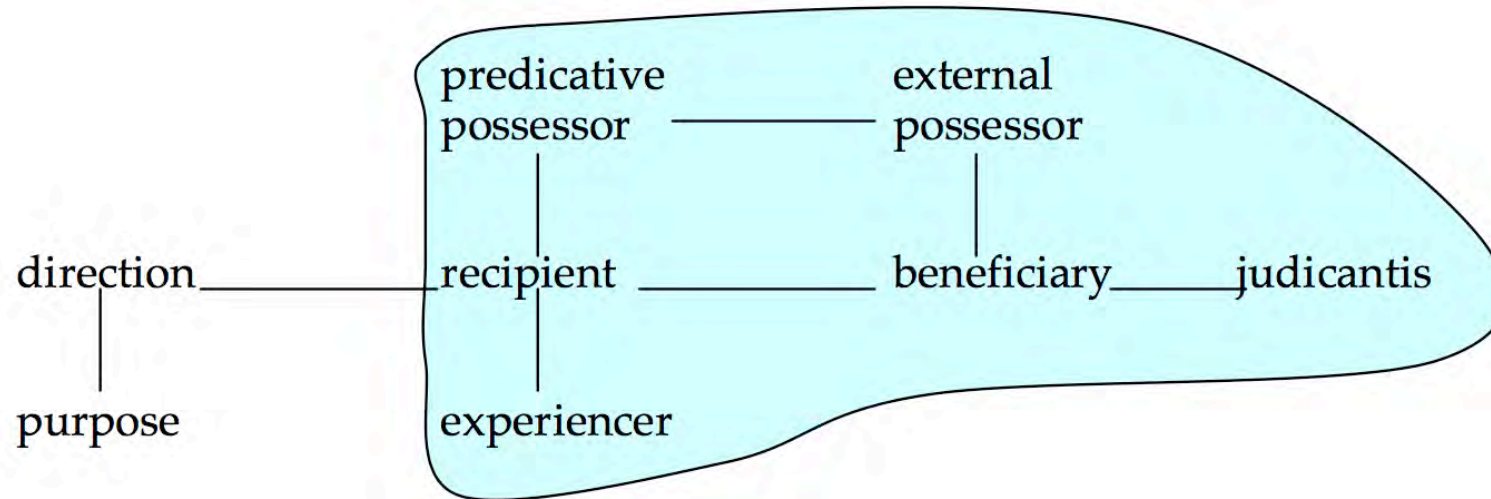 predicative possessor
external possessor
direction
recipient
beneficiary
judicantis
purpose
experiencer